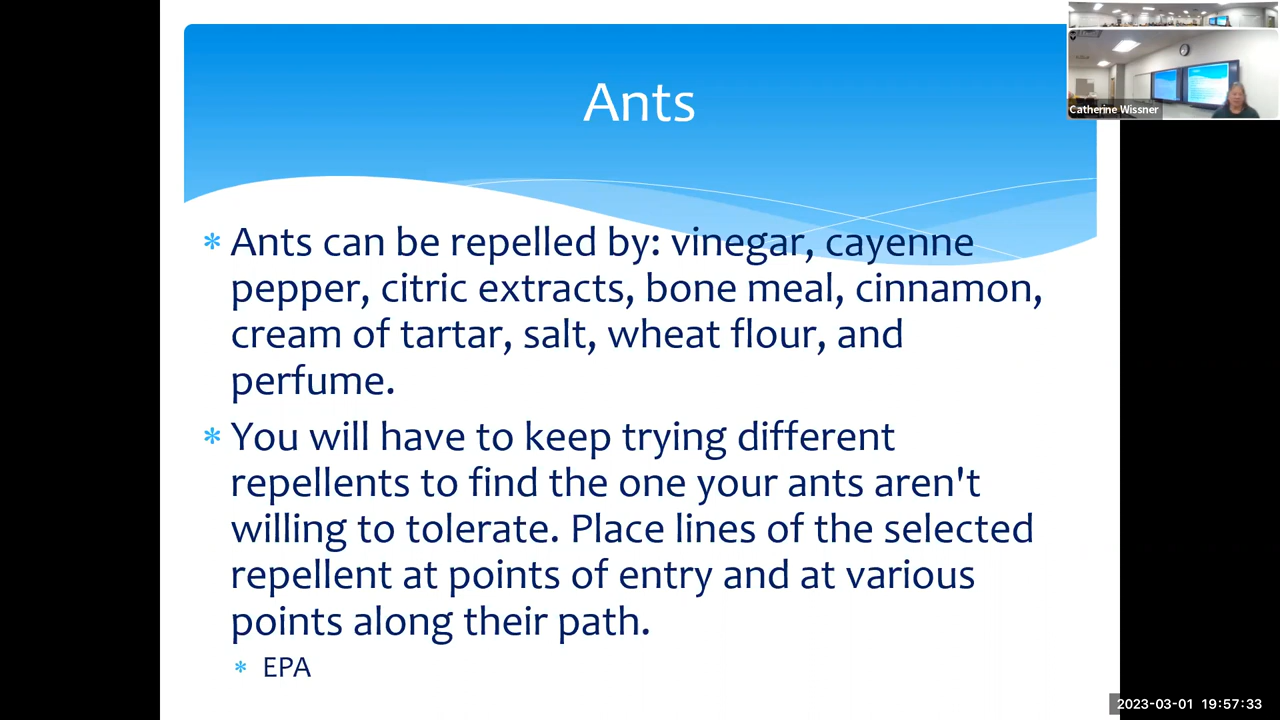 Ants
Catherine Wissner
* Ants can be repelled by: vinegar, cayenne
pepper, citric extracts, bone meal, cinnamon,
cream of tartar, salt, wheat flour, and
perfume.
* You will have to keep trying different
repellents to find the one your ants aren't
willing to tolerate. Place lines of the selected
repellent at points of entry and at various
points along their path.
* EPA
2023-03-01 19:57:33